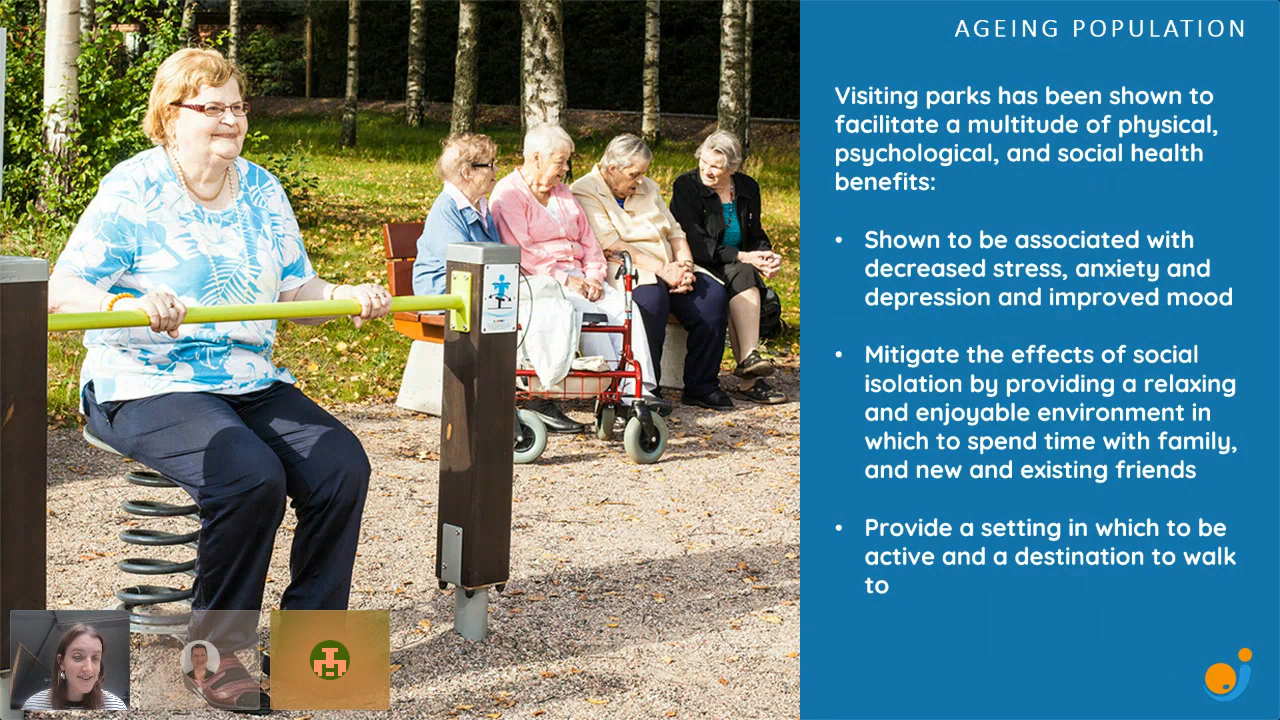 AGEING POPULATION
Visiting parks has been shown to
facilitate a multitude of physical,
psychological, and social health
benefits:
• Shown to be associated with
decreased stress, anxiety and
depression and improved mood
• Mitigate the effects of social
isolation by providing a relaxing
and enjoyable environment in
which to spend time with family,
and new and existing friends
• Provide a setting in which to be
active and a destination to walk
to